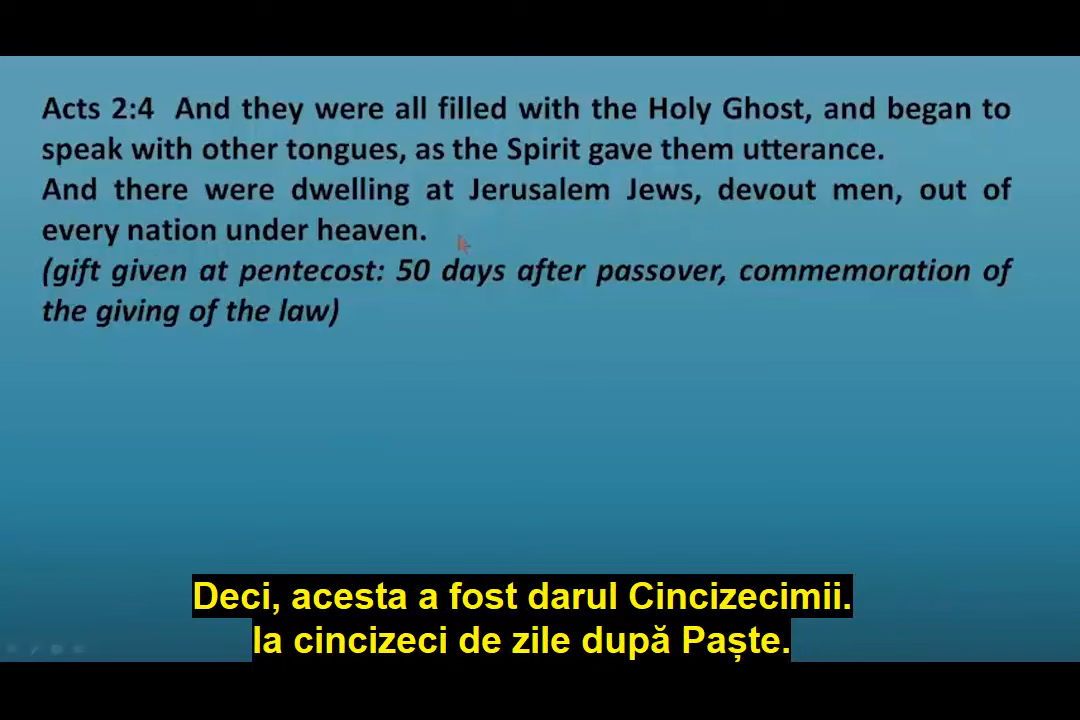 Acts 2:4  And they were all filled with the Holy Ghost, and began to
speak with other tongues, as the Spirit gave them utterance.
And there were dwelling at Jerusalem Jews, devout men, out of
every nation under heaven.
(gift given at pentecost: 50 days after passover, commemoration of
the giving of the law)
Deci, acesta a fost darul Cincizecimii.
la cincizeci de zile după Paște.